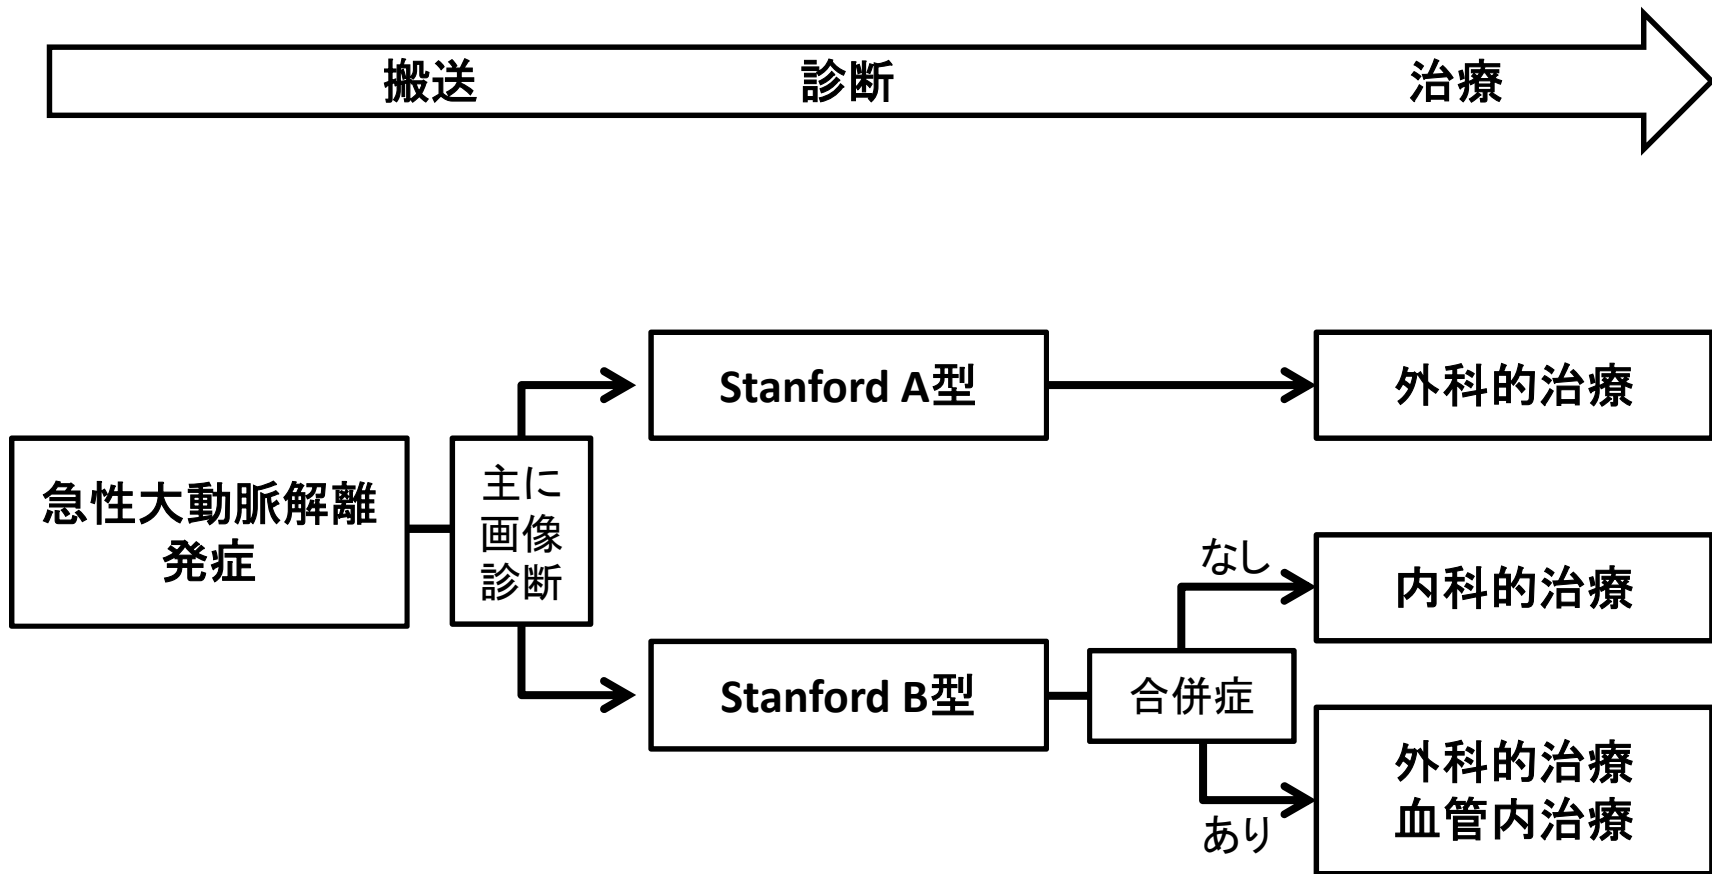 搬送
診断
治療
急性大動脈解離
発症
主に
画像
診断
Stanford A型
外科的治療
Stanford B型
合併症
なし
内科的治療
あり
外科的治療
血管内治療